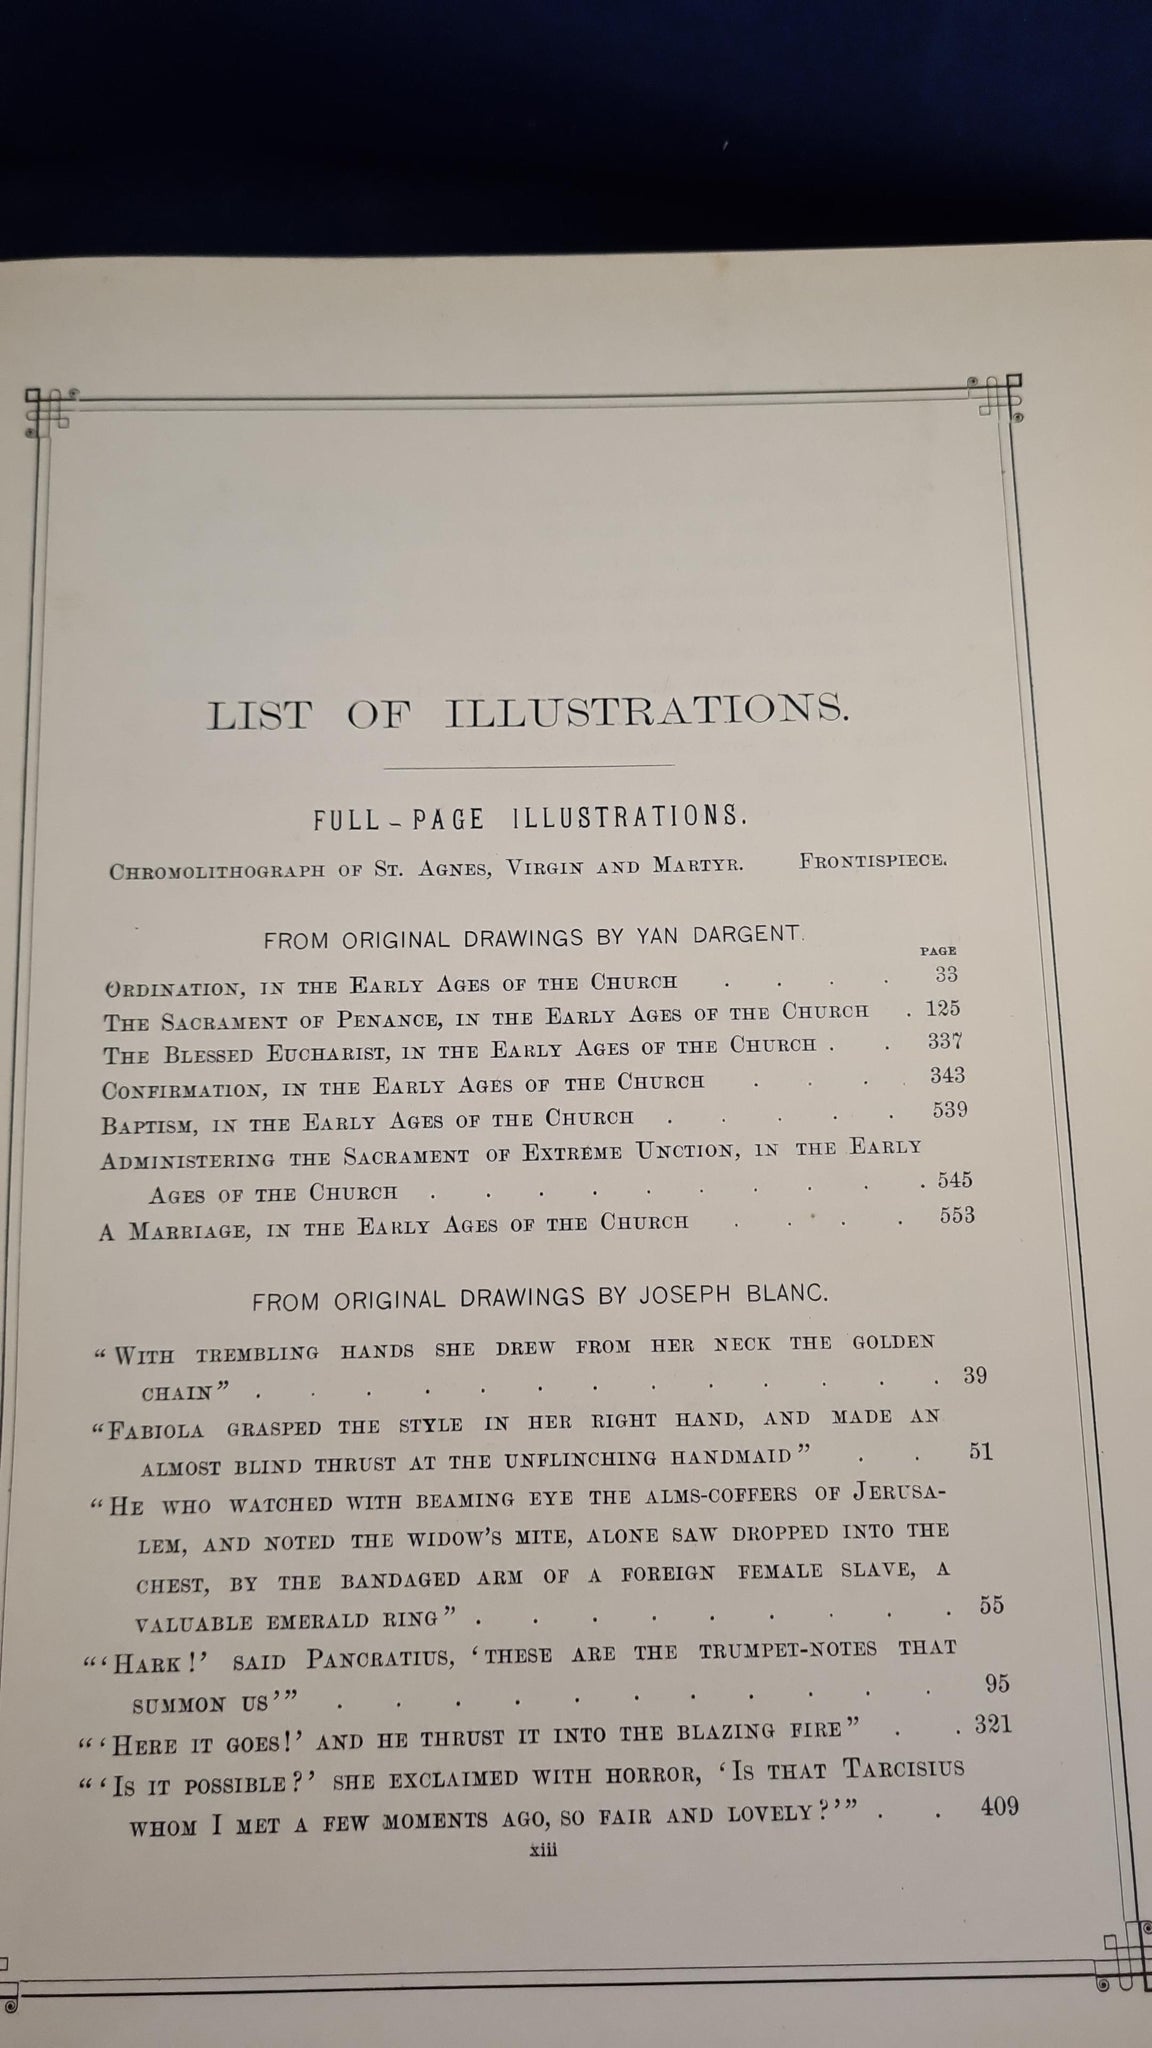 LIST OF ILLUSTRATIONS.
FULL-PAGE ILLUSTRATIONS.
Chromolithograph of St. Agnes, Virgin and Martyr. Frontispiece.
FROM ORIGINAL DRAWINGS BY YAN DARGENT.
PAGE
Ordination, in the Early Ages of the Church . . . . 33
The Sacrament of Penance, in the Early Ages of the Church . 125
The Blessed Eucharist, in the Early Ages of the Church . . 337
Confirmation, in the Early Ages of the Church . . . . 343
Baptism, in the Early Ages of the Church . . . . . 539
Administering the Sacrament of Extreme Unction, in the Early
Ages of the Church . . . . . . . . . . 545
A Marriage, in the Early Ages of the Church . . . . 553
FROM ORIGINAL DRAWINGS BY JOSEPH BLANC.
“With trembling hands she drew from her neck the golden
chain” . . . . . . . . . . . . . 39
“Fabiola grasped the style in her right hand, and made an
almost blind thrust at the unflinching handmaid” . . 51
“He who watched with beaming eye the alms-coffers of Jerusa-
lem, and noted the widow’s mite, alone saw dropped into the
chest, by the bandaged arm of a foreign female slave, a
valuable emerald ring” . . . . . . . . . 55
“‘Hark!’ said Pancratius, ‘these are the trumpet-notes that
summon us’” . . . . . . . . . . . 95
“‘Here it goes!’ and he thrust it into the blazing fire” . . 321
“‘Is it possible?’ she exclaimed with horror, ‘Is that Tarcisius
whom I met a few moments ago, so fair and lovely?’” . . 409
xiii